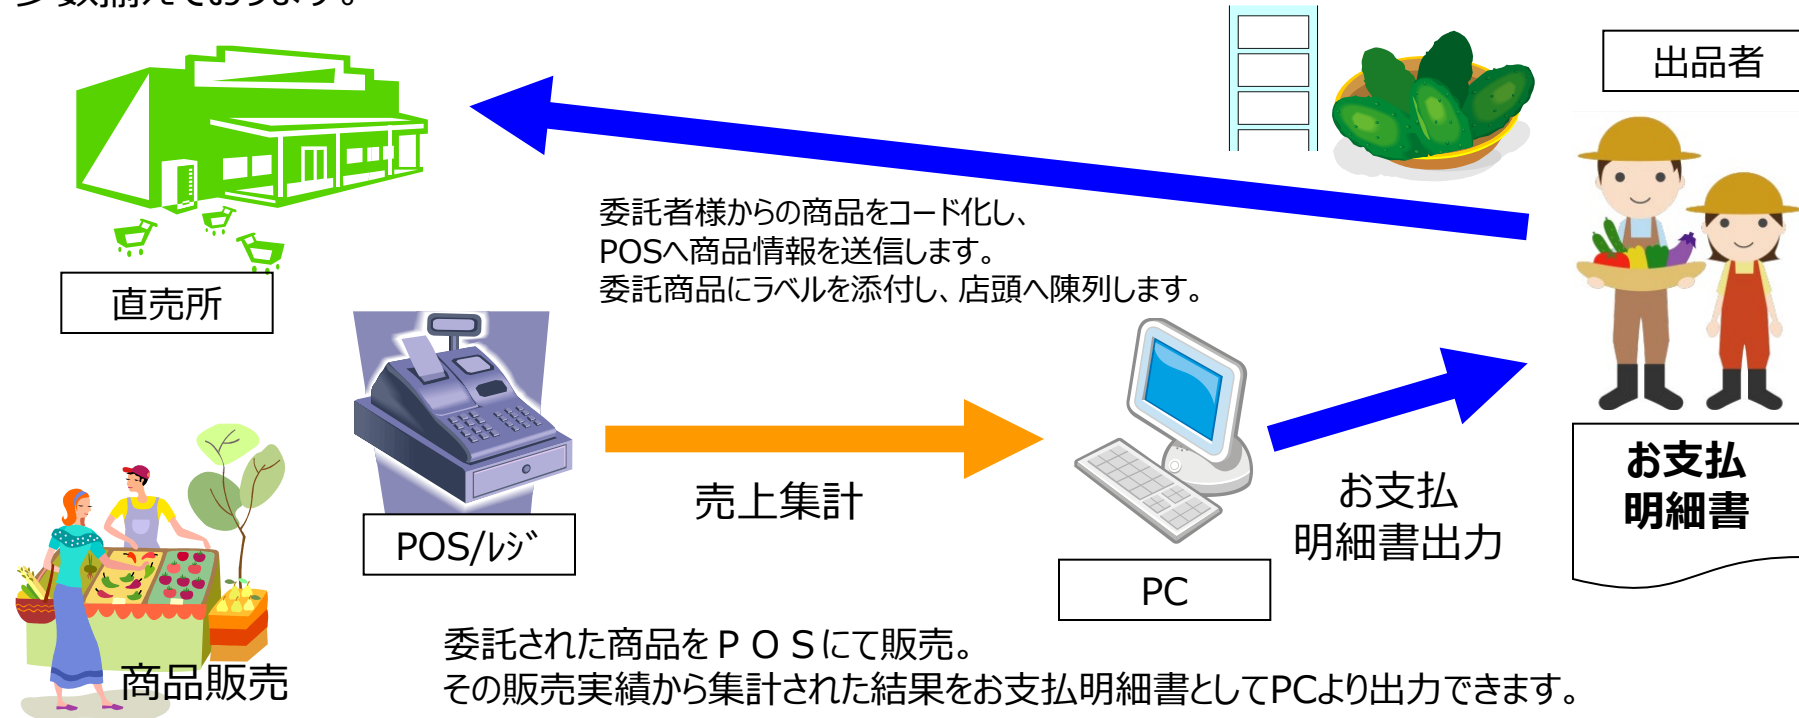 出品者
委託者様からの商品をコード化し、
POSへ商品情報を送信します。
委託商品にラベルを添付し、店頭へ陳列します。
直売所
POS/ﾚｼﾞ
売上集計
PC
お支払
明細書出力
お支払
明細書
商品販売
委託された商品をＰＯＳにて販売。
その販売実績から集計された結果をお支払明細書としてPCより出力できます。